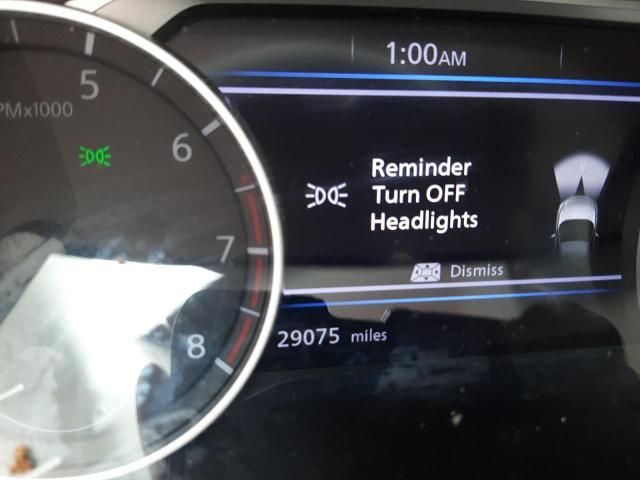 1:00AM
5
PMx1000
6
Reminder
Turn OFF
Headlights
7
Dismiss
29075 miles
8